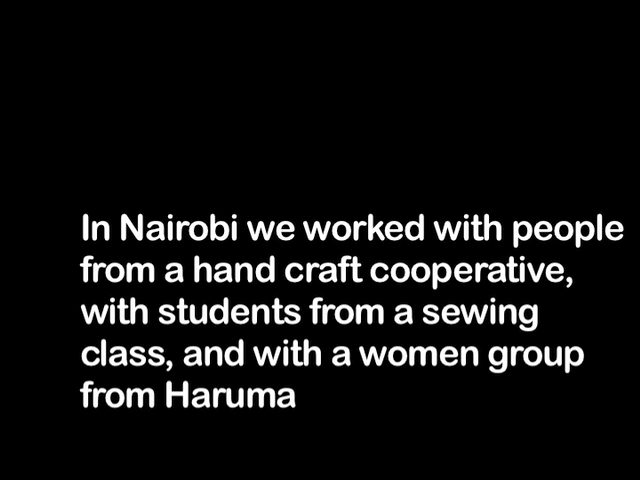 In Nairobi we worked with people
from a hand craft cooperative,
with students from a sewing
class, and with a women group
from Haruma